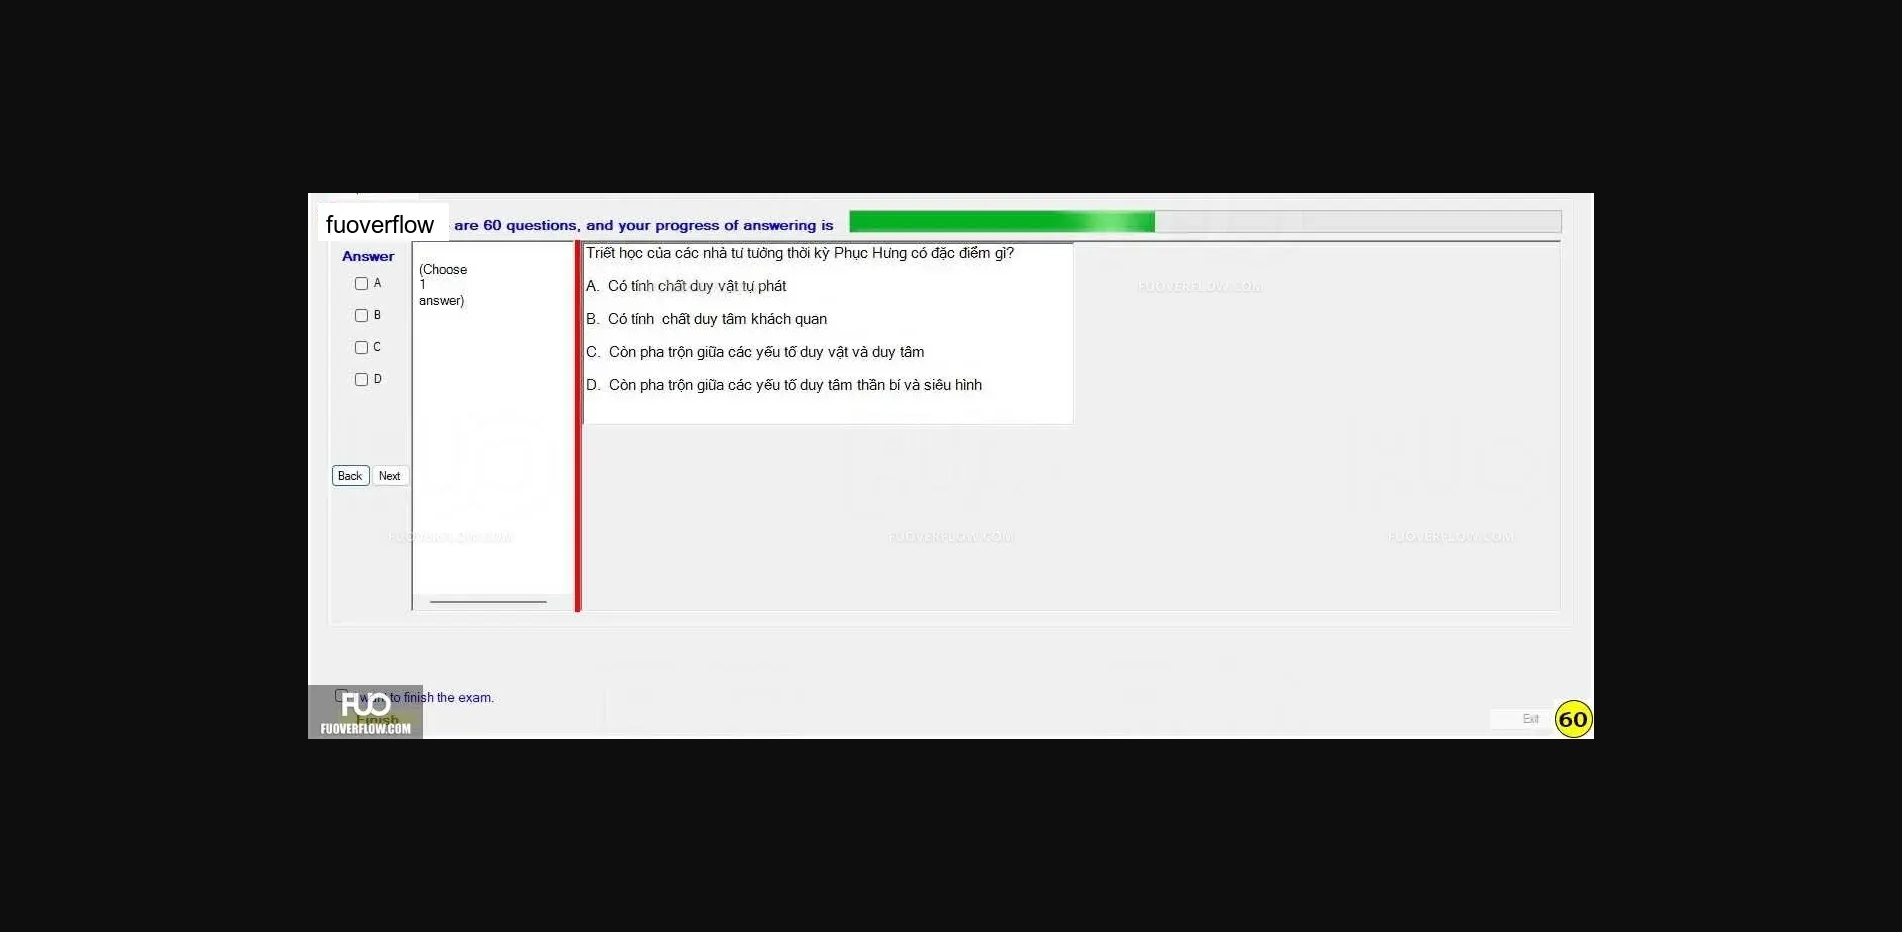 fuoverflow are 60 questions, and your progress of answering is
Answer
A
B
C
D
(Choose
1
answer)
Triết học của các nhà tư tưởng thời kỳ Phục Hưng có đặc điểm gì?
A. Có tính chất duy vật tự phát
B. Có tính chất duy tâm khách quan
C. Còn pha trộn giữa các yếu tố duy vật và duy tâm
D. Còn pha trộn giữa các yếu tố duy tâm thần bí và siêu hình
FUOVERFLOW.COM
Back Next
FUOVERFLOW.COM FUOVERFLOW.COM FUOVERFLOW.COM
want to finish the exam.
FUO
Finish
FUOVERFLOW.COM
Exit 60